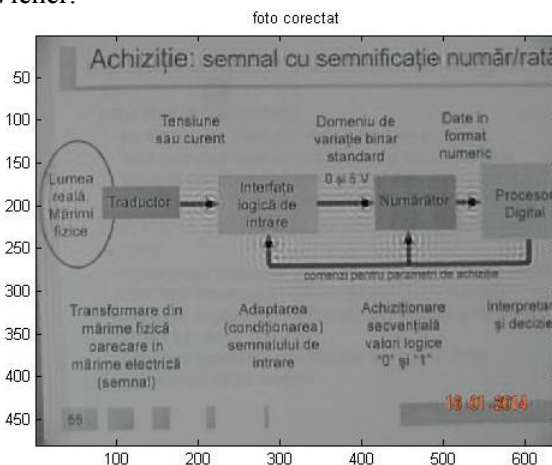 foto corectat
Achiziție: semnal cu semnificație număr/rată
Tensiune
sau curent
Domeniu de
variație binar
standard
Date in
format
numeric
Lumea
reală.
Mărimi
fizice
Traductor
Interfața
logică de
intrare
0 și 5 V
Numărător
Procesor
Digital
comenzi pentru parametri de achiziție
Transformare din
mărime fizică
oarecare in
mărime electrică
(semnal)
Adaptarea
(condiționarea)
semnalului de
intrare
Achiziționare
secvențială
valori logice
"0" și "1"
Interpretar
și decizie
55
16-01-2014
50
100
150
200
250
300
350
400
450
100
200
300
400
500
600